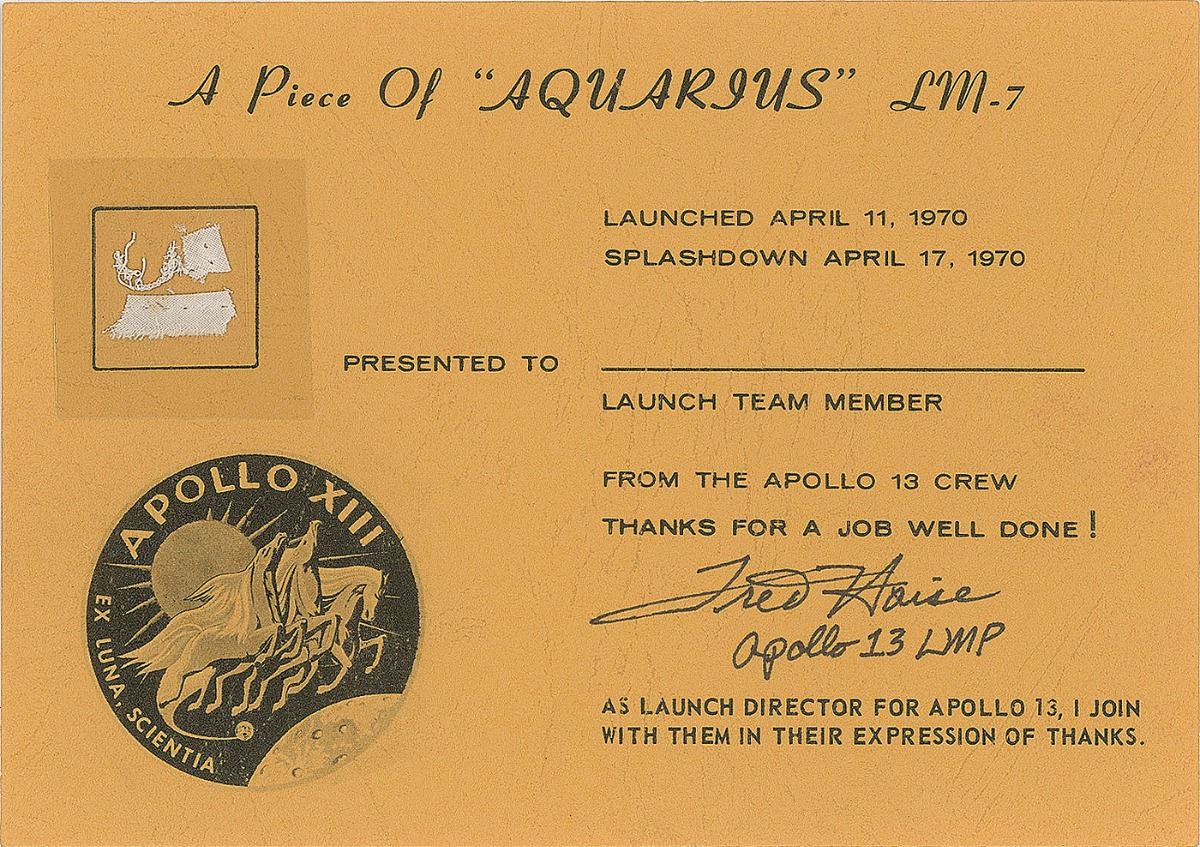 A Piece Of "AQUARIUS" LM-7
LAUNCHED APRIL 11, 1970
SPLASHDOWN APRIL 17, 1970
PRESENTED TO
LAUNCH TEAM MEMBER
FROM THE APOLLO 13 CREW
THANKS FOR A JOB WELL DONE!
Fred Haise
Apollo 13 LMP
AS LAUNCH DIRECTOR FOR APOLLO 13, I JOIN
WITH THEM IN THEIR EXPRESSION OF THANKS.
APOLLO XIII
EX LUNA, SCIENTIA